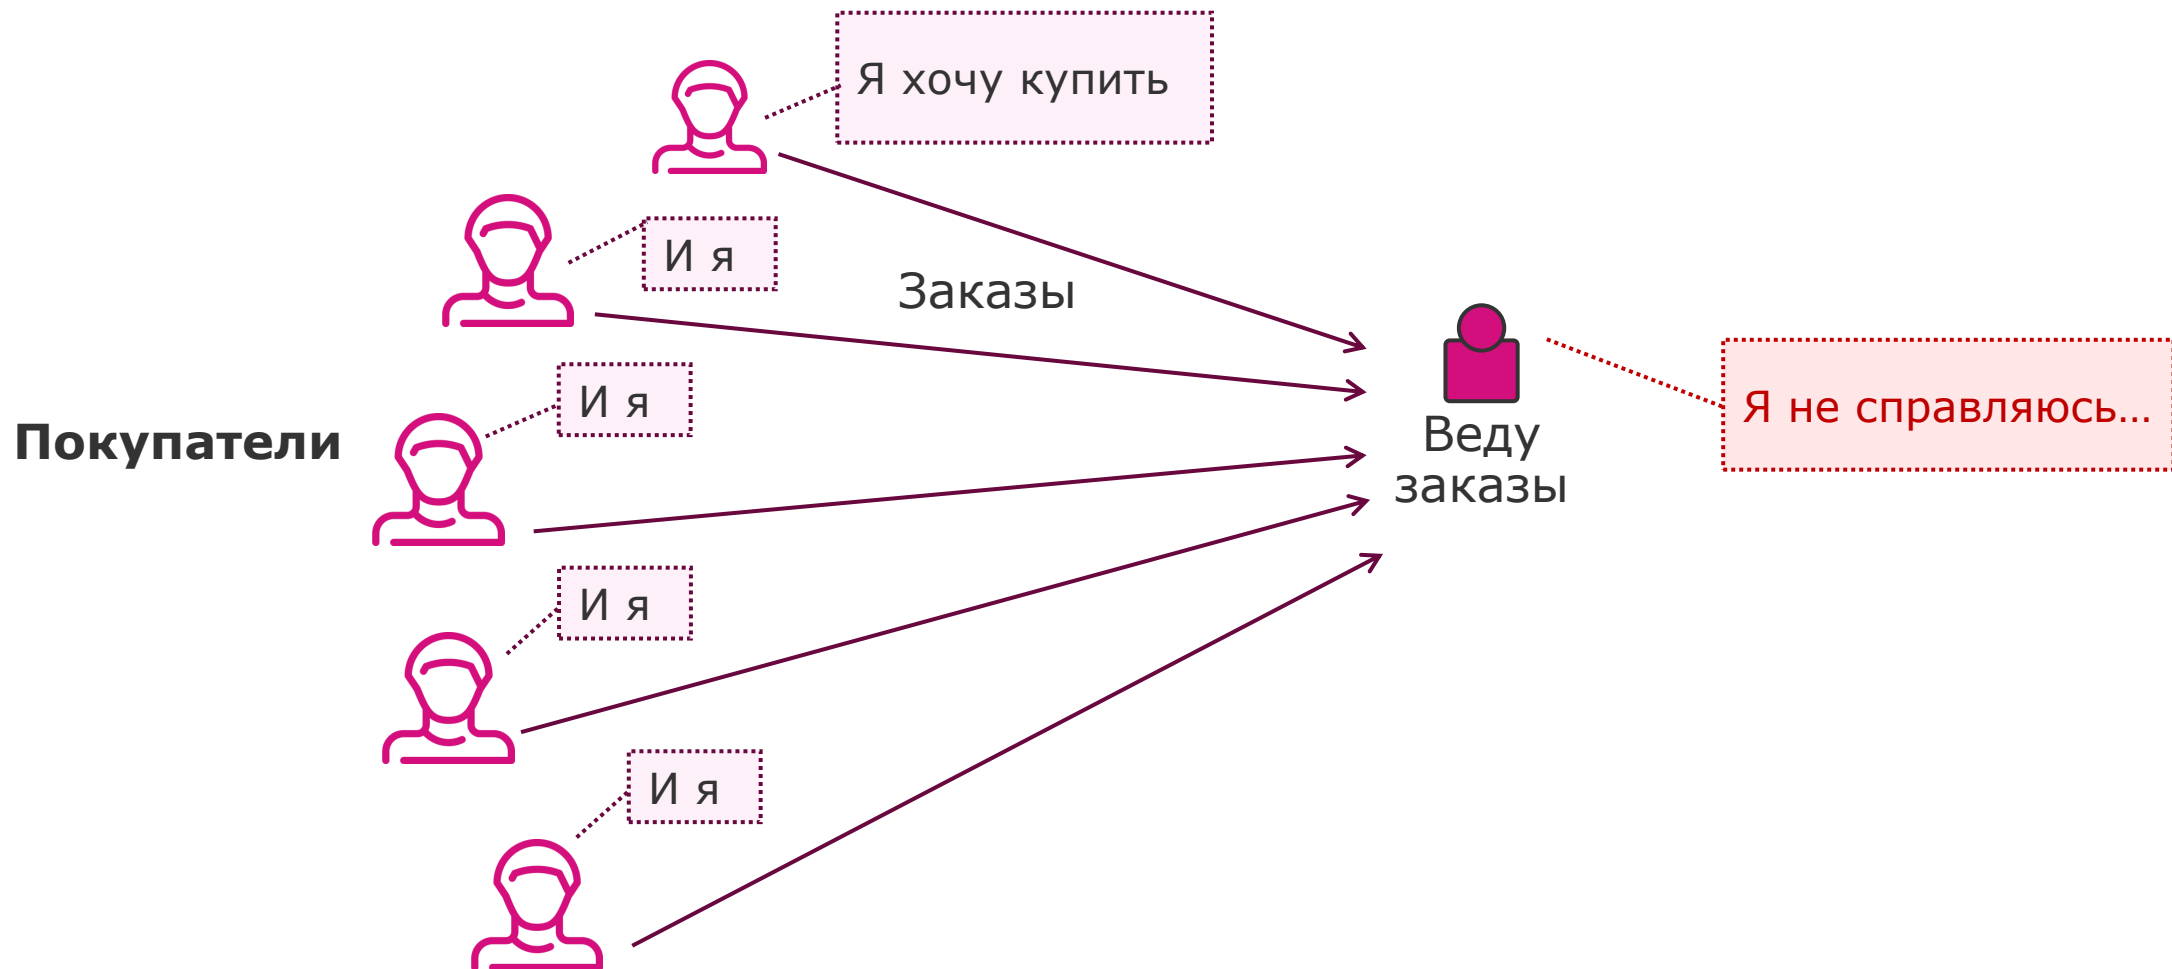 Я хочу купить
И я
Заказы
И я
Покупатели
Веду
заказы
Я не справляюсь...
И я
И я